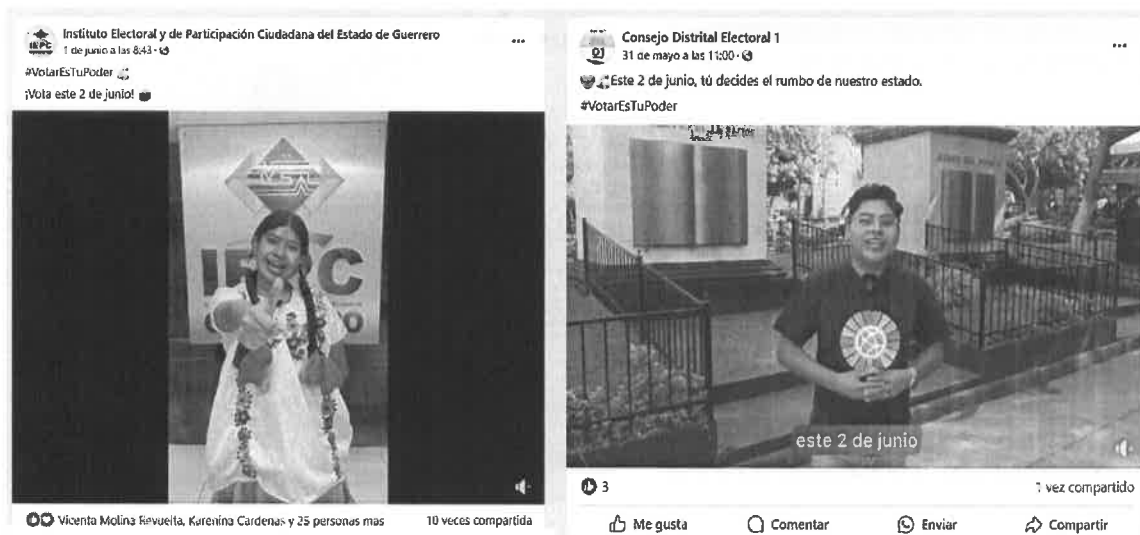 Instituto Electoral y de Participación Ciudadana del Estado de Guerrero
1 de junio a las 8:43
#VotarEsTuPoder
¡Vota este 2 de junio!
IEPC
Vicenta Molina Revuelta, Karenina Cardenas y 25 personas más
10 veces compartida
Consejo Distrital Electoral 1
31 de mayo a las 11:00
01
Este 2 de junio, tú decides el rumbo de nuestro estado.
#VotarEsTuPoder
este 2 de junio
3
1 vez compartido
Me gusta
Comentar
Enviar
Compartir